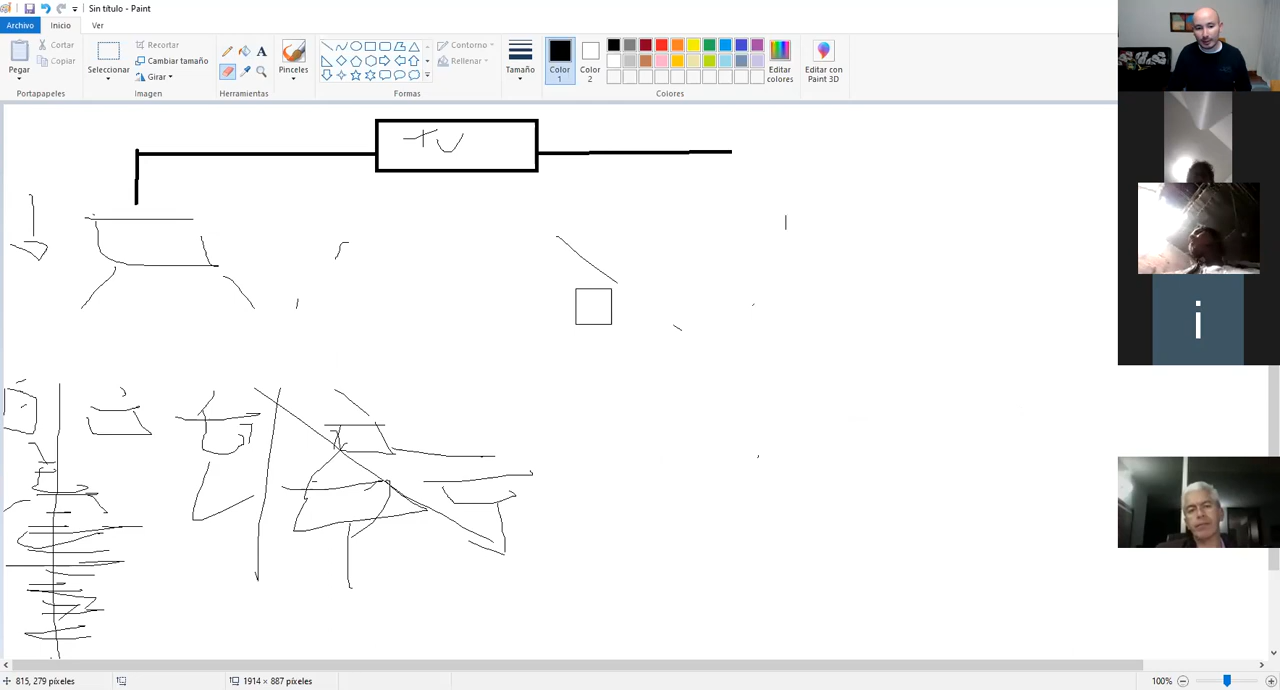 Sin título - Paint
Archivo Inicio Ver
Pegar
Cortar
Copiar
Portapapeles
Seleccionar
Recortar
Cambiar tamaño
Girar
Imagen
A
Herramientas
Pinceles
Contorno
Rellenar
Formas
Tamaño
Color 1
Color 2
Editar colores
Colores
Editar con Paint 3D
TU
i
815, 279 píxeles
1914 × 887 píxeles
100%